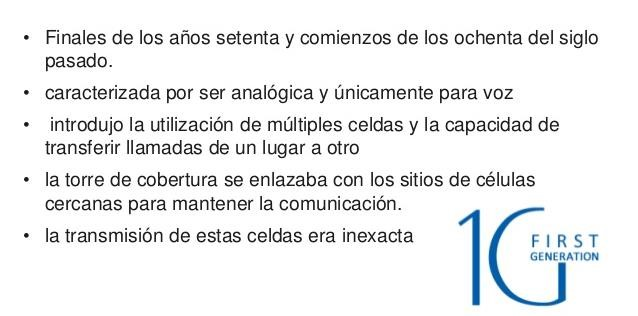 • Finales de los años setenta y comienzos de los ochenta del siglo
pasado.
• caracterizada por ser analógica y únicamente para voz
• introdujo la utilización de múltiples celdas y la capacidad de
transferir llamadas de un lugar a otro
• la torre de cobertura se enlazaba con los sitios de células
cercanas para mantener la comunicación.
• la transmisión de estas celdas era inexacta
1G
FIRST
GENERATION